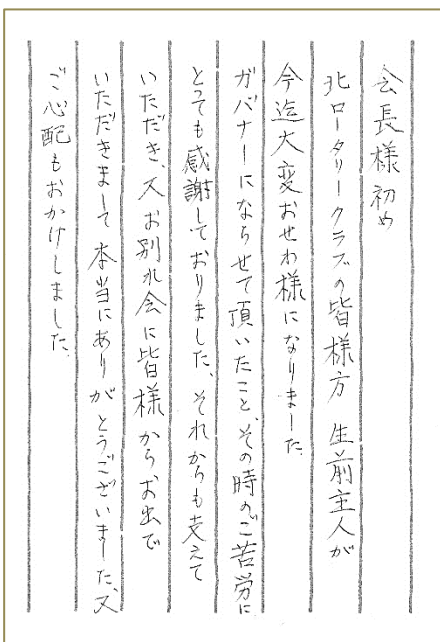 会長様初め
北ロータリークラブの皆様方 生前主人が
今迄大変おせわ様になりました
ガバナーにならせて頂いたこと、その時のご苦労に
とっても感謝しておりました、それからも支えて
いただき、又お別れ会に皆様からお出で
いただきまして本当にありがとうございました、又
ご心配もおかけしました、